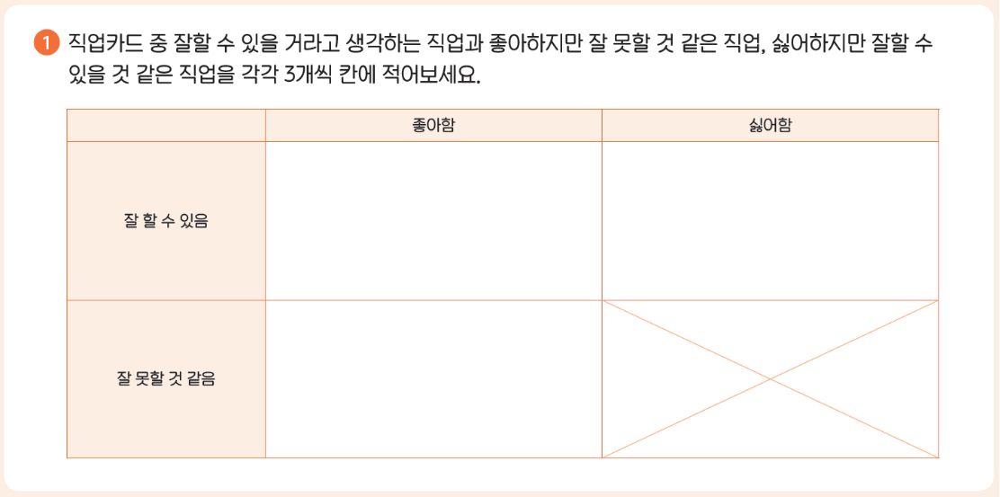 1 직업카드 중 잘할 수 있을 거라고 생각하는 직업과 좋아하지만 잘 못할 것 같은 직업, 싫어하지만 잘할 수
있을 것 같은 직업을 각각 3개씩 칸에 적어보세요.
좋아함 싫어함
잘 할 수 있음
잘 못할 것 같음